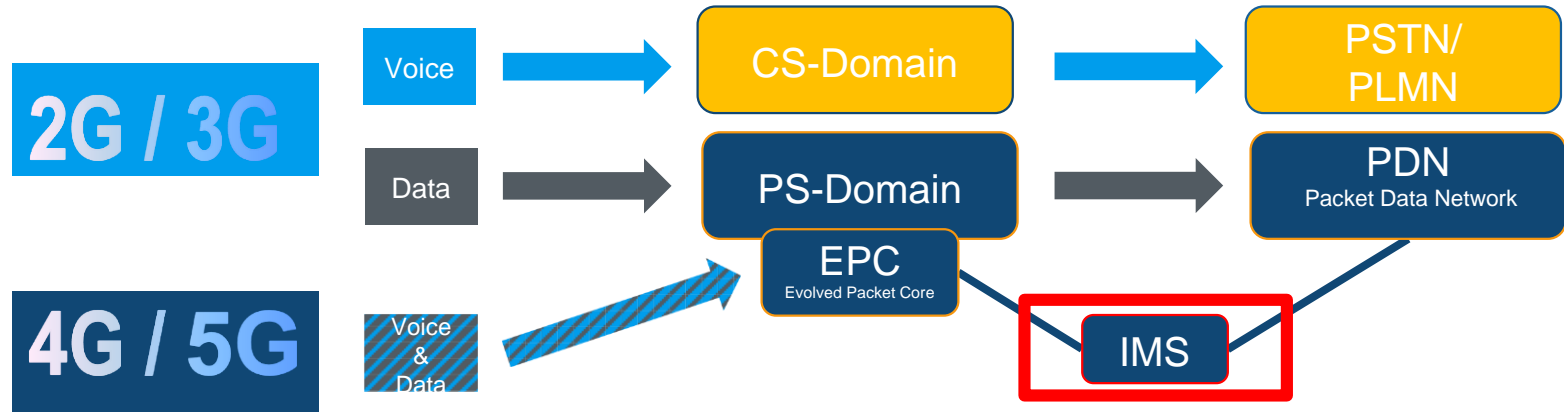 2G / 3G
Voice
CS-Domain
PSTN/
PLMN
Data
PS-Domain
PDN
Packet Data Network
EPC
Evolved Packet Core
4G / 5G
Voice
&
Data
IMS